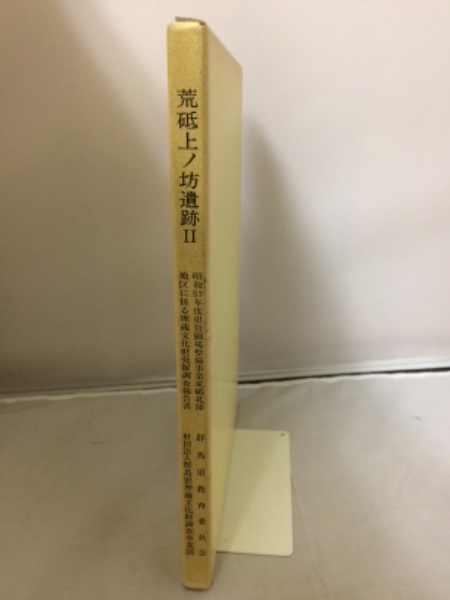 荒砥上ノ坊遺跡II
昭和57年度県営圃場整備事業荒砥北部
地区に係る埋蔵文化財発掘調査報告書
群馬県教育委員会
財団法人群馬県埋蔵文化財調査事業団